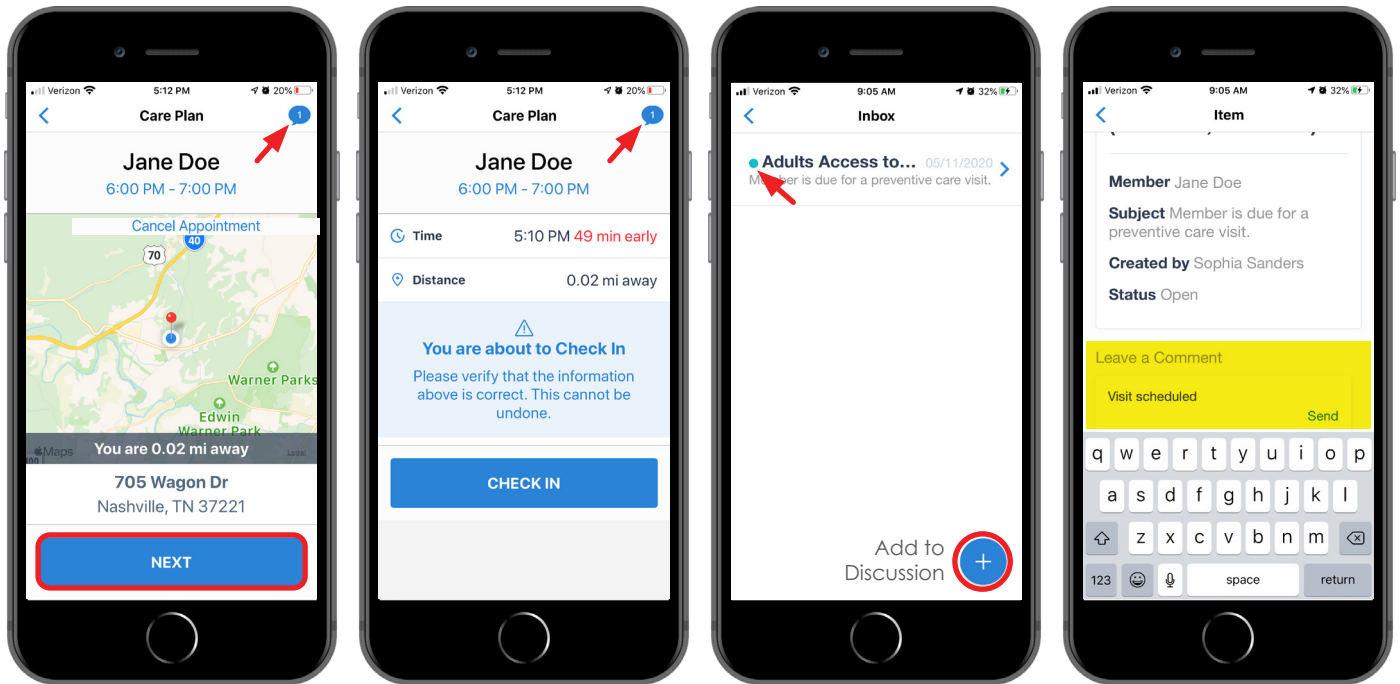 Verizon 5:12 PM 20%
Care Plan 1
Jane Doe
6:00 PM - 7:00 PM
Cancel Appointment
40
70
Warner Parks
Edwin
Warner Park
Maps
You are 0.02 mi away
Legal
100
705 Wagon Dr
Nashville, TN 37221
NEXT
Verizon 5:12 PM 20%
Care Plan 1
Jane Doe
6:00 PM - 7:00 PM
Time 5:10 PM 49 min early
Distance 0.02 mi away
You are about to Check In
Please verify that the information
above is correct. This cannot be
undone.
CHECK IN
Verizon 9:05 AM 32%
Inbox
Adults Access to... 05/11/2020
Member is due for a preventive care visit.
Add to
Discussion
+
Verizon 9:05 AM 32%
Item
Member Jane Doe
Subject Member is due for a
preventive care visit.
Created by Sophia Sanders
Status Open
Leave a Comment
Visit scheduled
Send
q w e r t y u i o p
a s d f g h j k l
z x c v b n m
123 space return